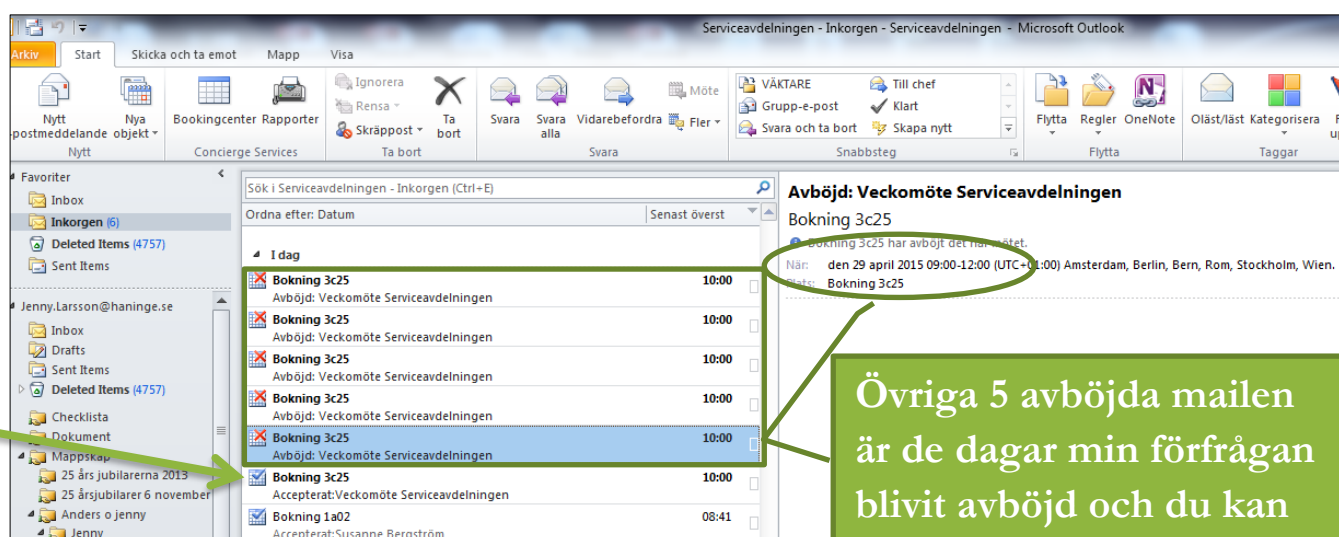 Serviceavdelningen - Inkorgen - Serviceavdelningen - Microsoft Outlook
Arkiv Start Skicka och ta emot Mapp Visa
Nytt
-postmeddelande
Nya
objekt
Nytt
Bookingcenter Rapporter
Concierge Services
Ignorera
Rensa
Skräppost
Ta
bort
Ta bort
Svara
Svara
alla
Vidarebefordra
Möte
Fler
Svara
VÄKTARE
Grupp-e-post
Svara och ta bort
Till chef
Klart
Skapa nytt
Snabbsteg
Flytta Regler OneNote
Flytta
Oläst/läst Kategorisera
Taggar
Favoriter
Inbox
Inkorgen (6)
Deleted Items (4757)
Sent Items
Jenny.Larsson@haninge.se
Inbox
Drafts
Sent Items
Deleted Items (4757)
Checklista
Dokument
Mappskåp
25 års jubilarerna 2013
25 årsjubilarer 6 november
Anders o jenny
Jenny
Sök i Serviceavdelningen - Inkorgen (Ctrl+E)
Ordna efter: Datum Senast överst
I dag
Bokning 3c25 10:00
Avböjd: Veckomöte Serviceavdelningen
Bokning 3c25 10:00
Avböjd: Veckomöte Serviceavdelningen
Bokning 3c25 10:00
Avböjd: Veckomöte Serviceavdelningen
Bokning 3c25 10:00
Avböjd: Veckomöte Serviceavdelningen
Bokning 3c25 10:00
Avböjd: Veckomöte Serviceavdelningen
Bokning 3c25 10:00
Accepterat:Veckomöte Serviceavdelningen
Bokning 1a02 08:41
Accepterat:Susanne Bergström
Avböjd: Veckomöte Serviceavdelningen
Bokning 3c25
Bokning 3c25 har avböjt det här mötet.
När: den 29 april 2015 09:00-12:00 (UTC+01:00) Amsterdam, Berlin, Bern, Rom, Stockholm, Wien.
Plats: Bokning 3c25
Övriga 5 avböjda mailen
är de dagar min förfrågan
blivit avböjd och du kan